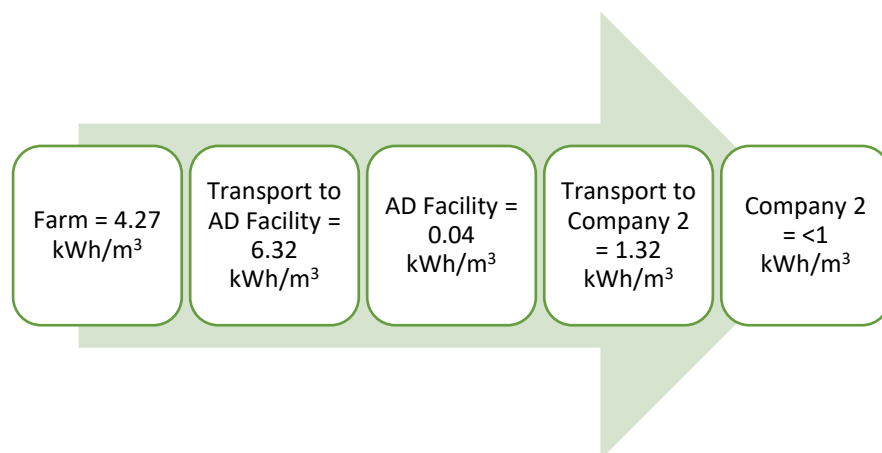 Farm = 4.27
kWh/m³
Transport to
AD Facility =
6.32
kWh/m³
AD Facility =
0.04
kWh/m³
Transport to
Company 2
= 1.32
kWh/m³
Company 2
= <1
kWh/m³